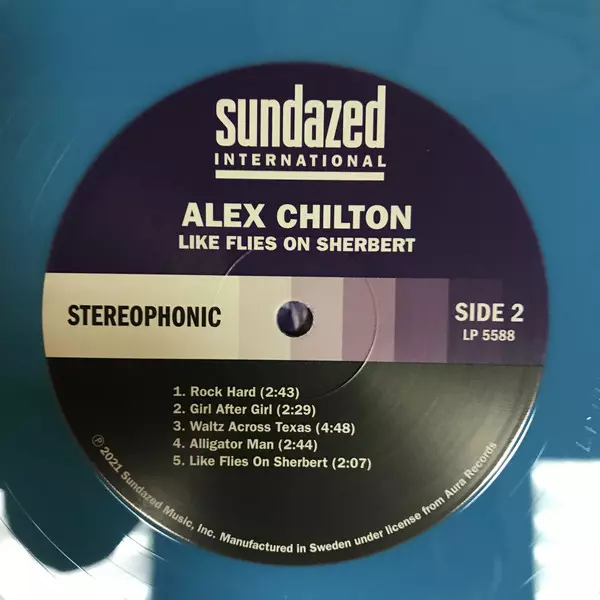 sundazed
INTERNATIONAL
ALEX CHILTON
LIKE FLIES ON SHERBERT
STEREOPHONIC
SIDE 2
LP 5588
1. Rock Hard (2:43)
2. Girl After Girl (2:29)
3. Waltz Across Texas (4:48)
4. Alligator Man (2:44)
5. Like Flies On Sherbert (2:07)
℗ 2021 Sundazed Music, Inc. Manufactured in Sweden under license from Aura Records